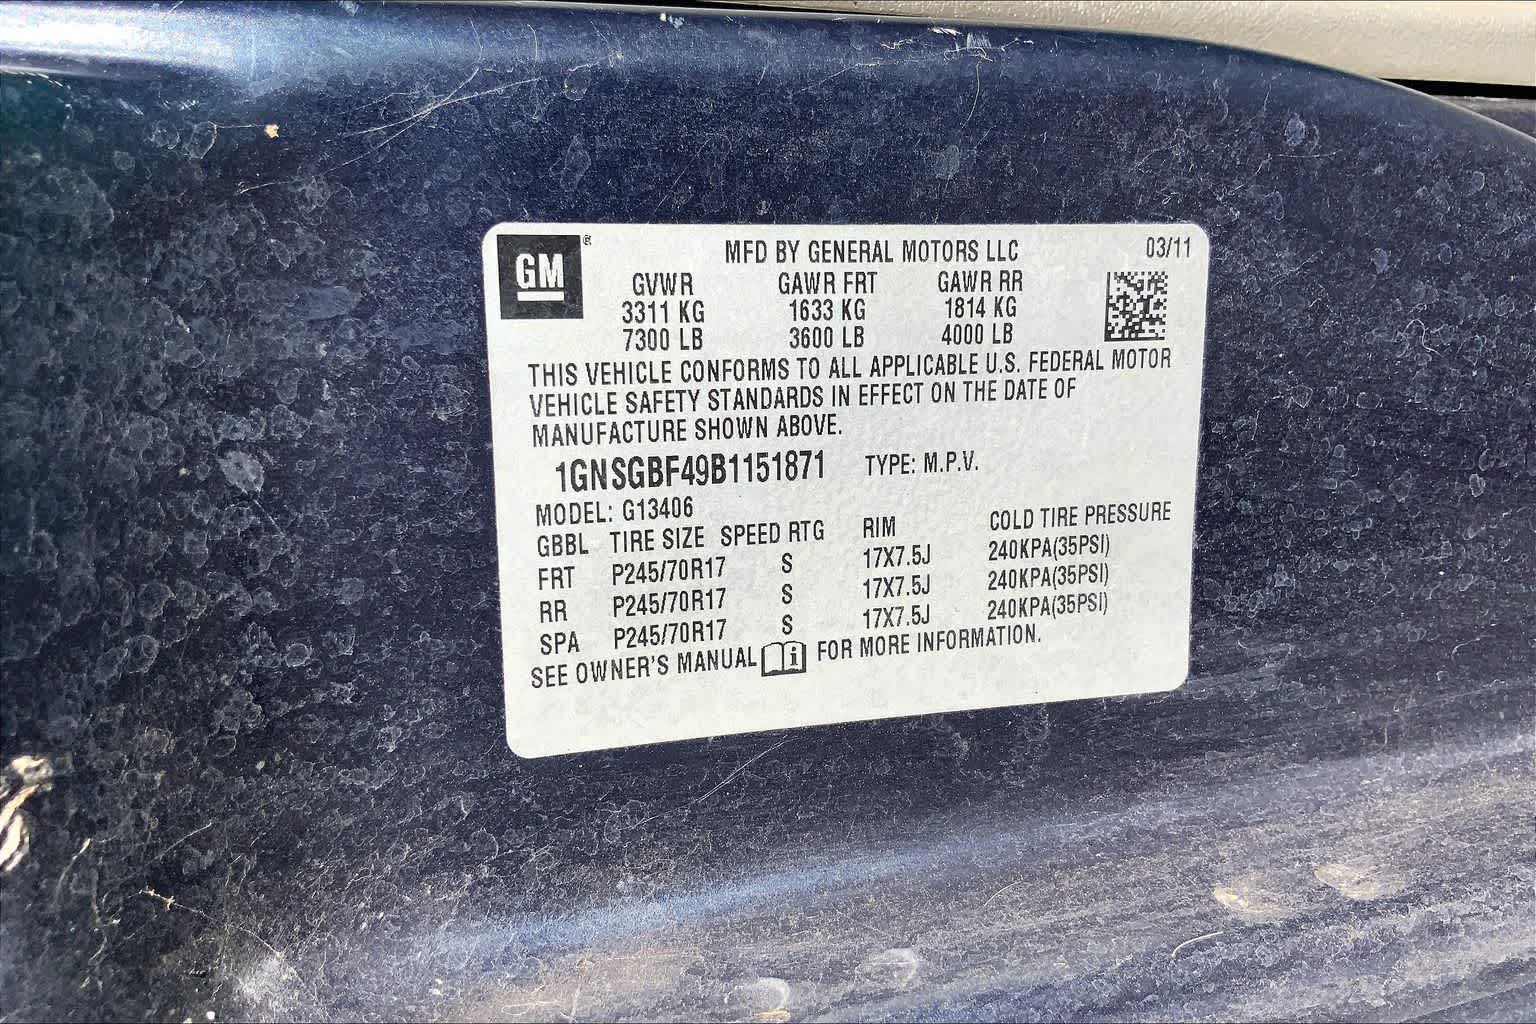 GM®
MFD BY GENERAL MOTORS LLC 03/11
GVWR GAWR FRT GAWR RR
3311 KG 1633 KG 1814 KG
7300 LB 3600 LB 4000 LB
THIS VEHICLE CONFORMS TO ALL APPLICABLE U.S. FEDERAL MOTOR
VEHICLE SAFETY STANDARDS IN EFFECT ON THE DATE OF
MANUFACTURE SHOWN ABOVE.
1GNSGBF49B1151871 TYPE: M.P.V.
MODEL: G13406
GBBL TIRE SIZE SPEED RTG RIM COLD TIRE PRESSURE
FRT P245/70R17 S 17X7.5J 240KPA(35PSI)
RR P245/70R17 S 17X7.5J 240KPA(35PSI)
SPA P245/70R17 S 17X7.5J 240KPA(35PSI)
SEE OWNER'S MANUAL i FOR MORE INFORMATION.